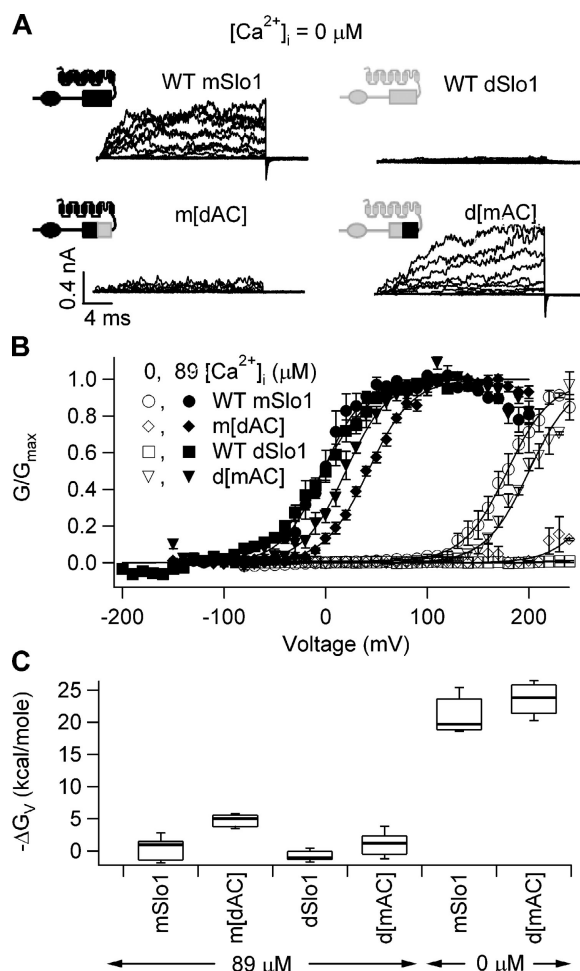 A
[Ca²⁺]ᵢ = 0 μM
WT mSlo1
WT dSlo1
m[dAC]
d[mAC]
0.4 nA
4 ms
B
0, 89 [Ca²⁺]ᵢ (μM)
WT mSlo1
m[dAC]
WT dSlo1
d[mAC]
G/Gmax
1.0
0.8
0.6
0.4
0.2
0.0
-200
-100
0
100
200
Voltage (mV)
C
-ΔG_V (kcal/mole)
25
20
15
10
5
0
mSlo1
m[dAC]
dSlo1
d[mAC]
mSlo1
d[mAC]
89 μM
0 μM